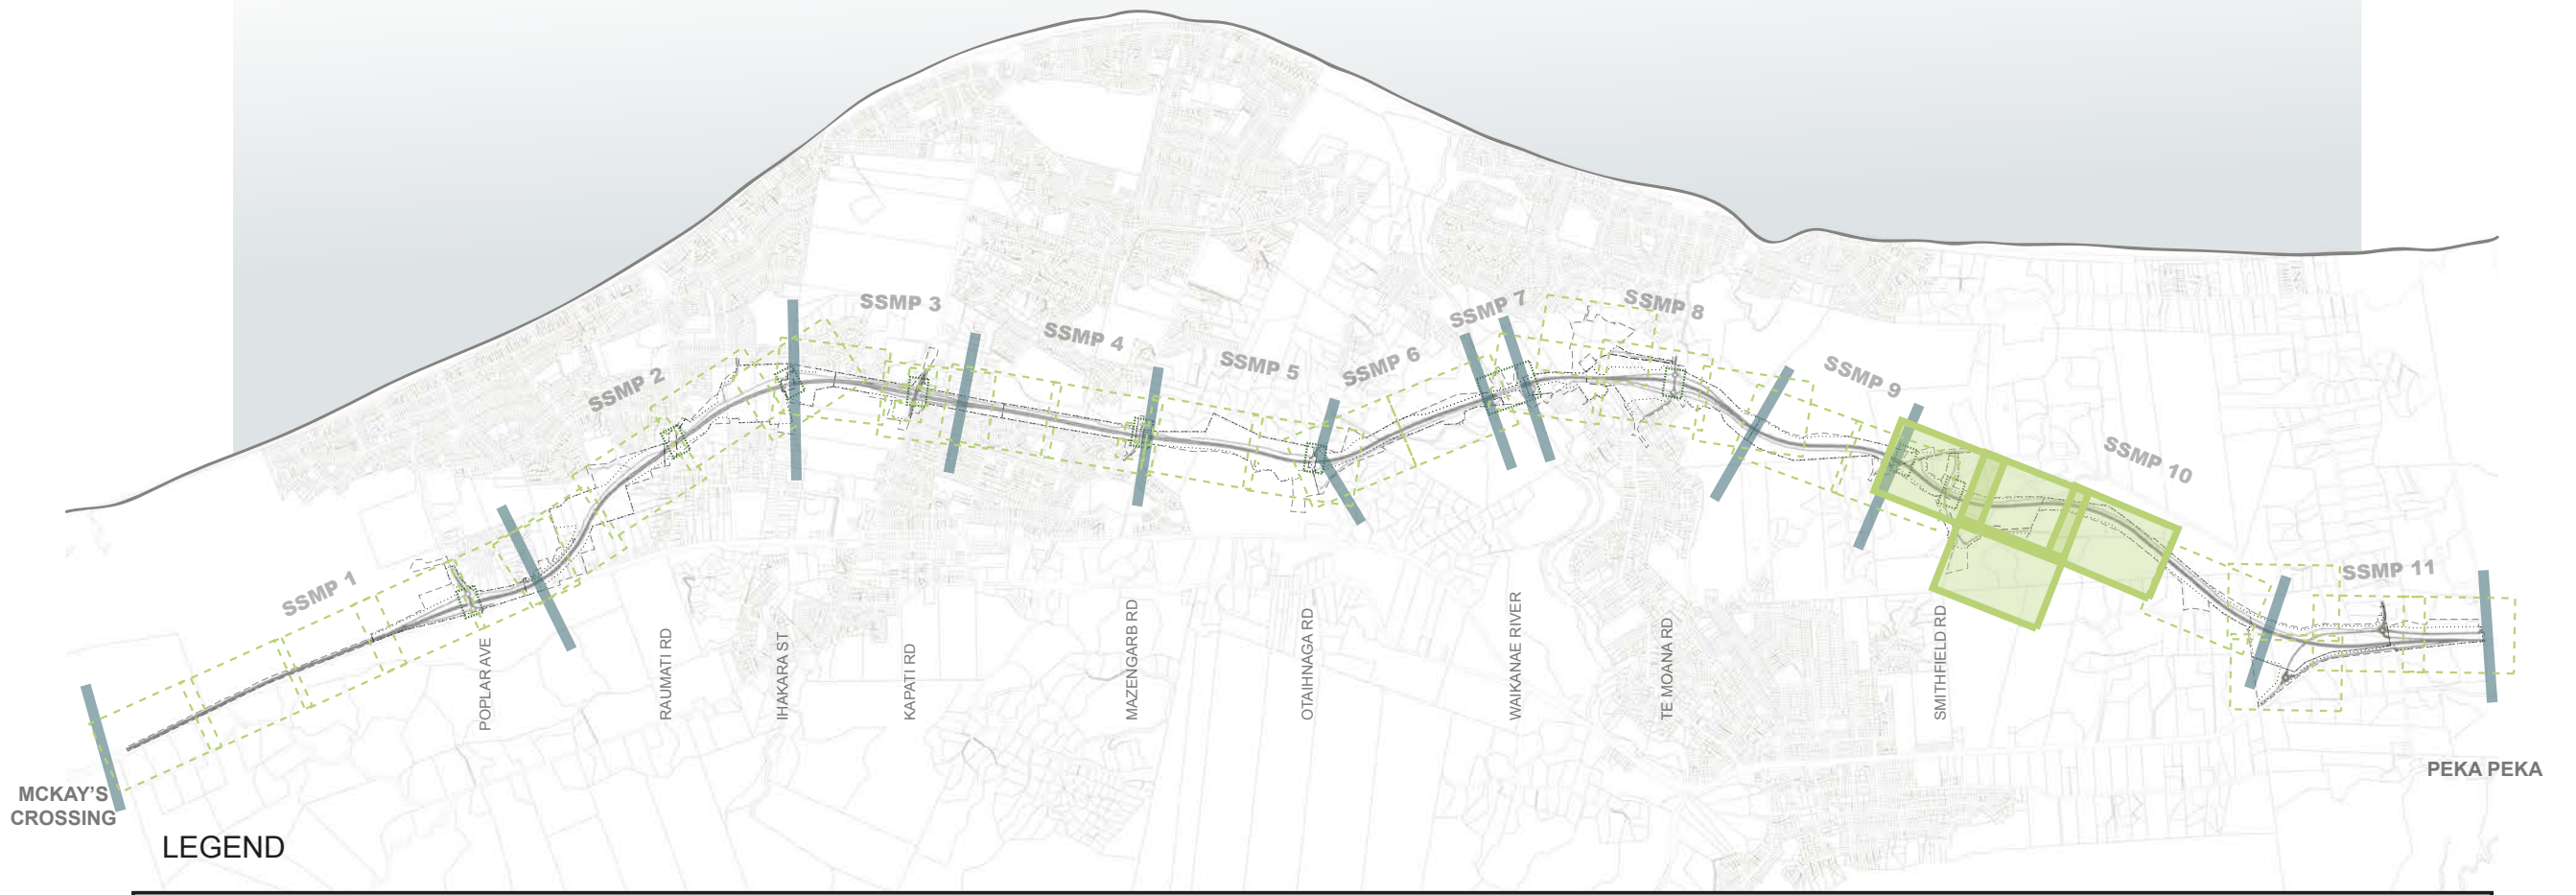 SSMP 1
SSMP 2
SSMP 3
SSMP 4
SSMP 5
SSMP 6
SSMP 7
SSMP 8
SSMP 9
SSMP 10
SSMP 11
POPLAR AVE
RAUMATI RD
IHAKARA ST
KAPATI RD
MAZENGARB RD
OTAIHNAGA RD
WAIKANAE RIVER
TE MOANA RD
SMITHFIELD RD
MCKAY'S
CROSSING
PEKA PEKA
LEGEND